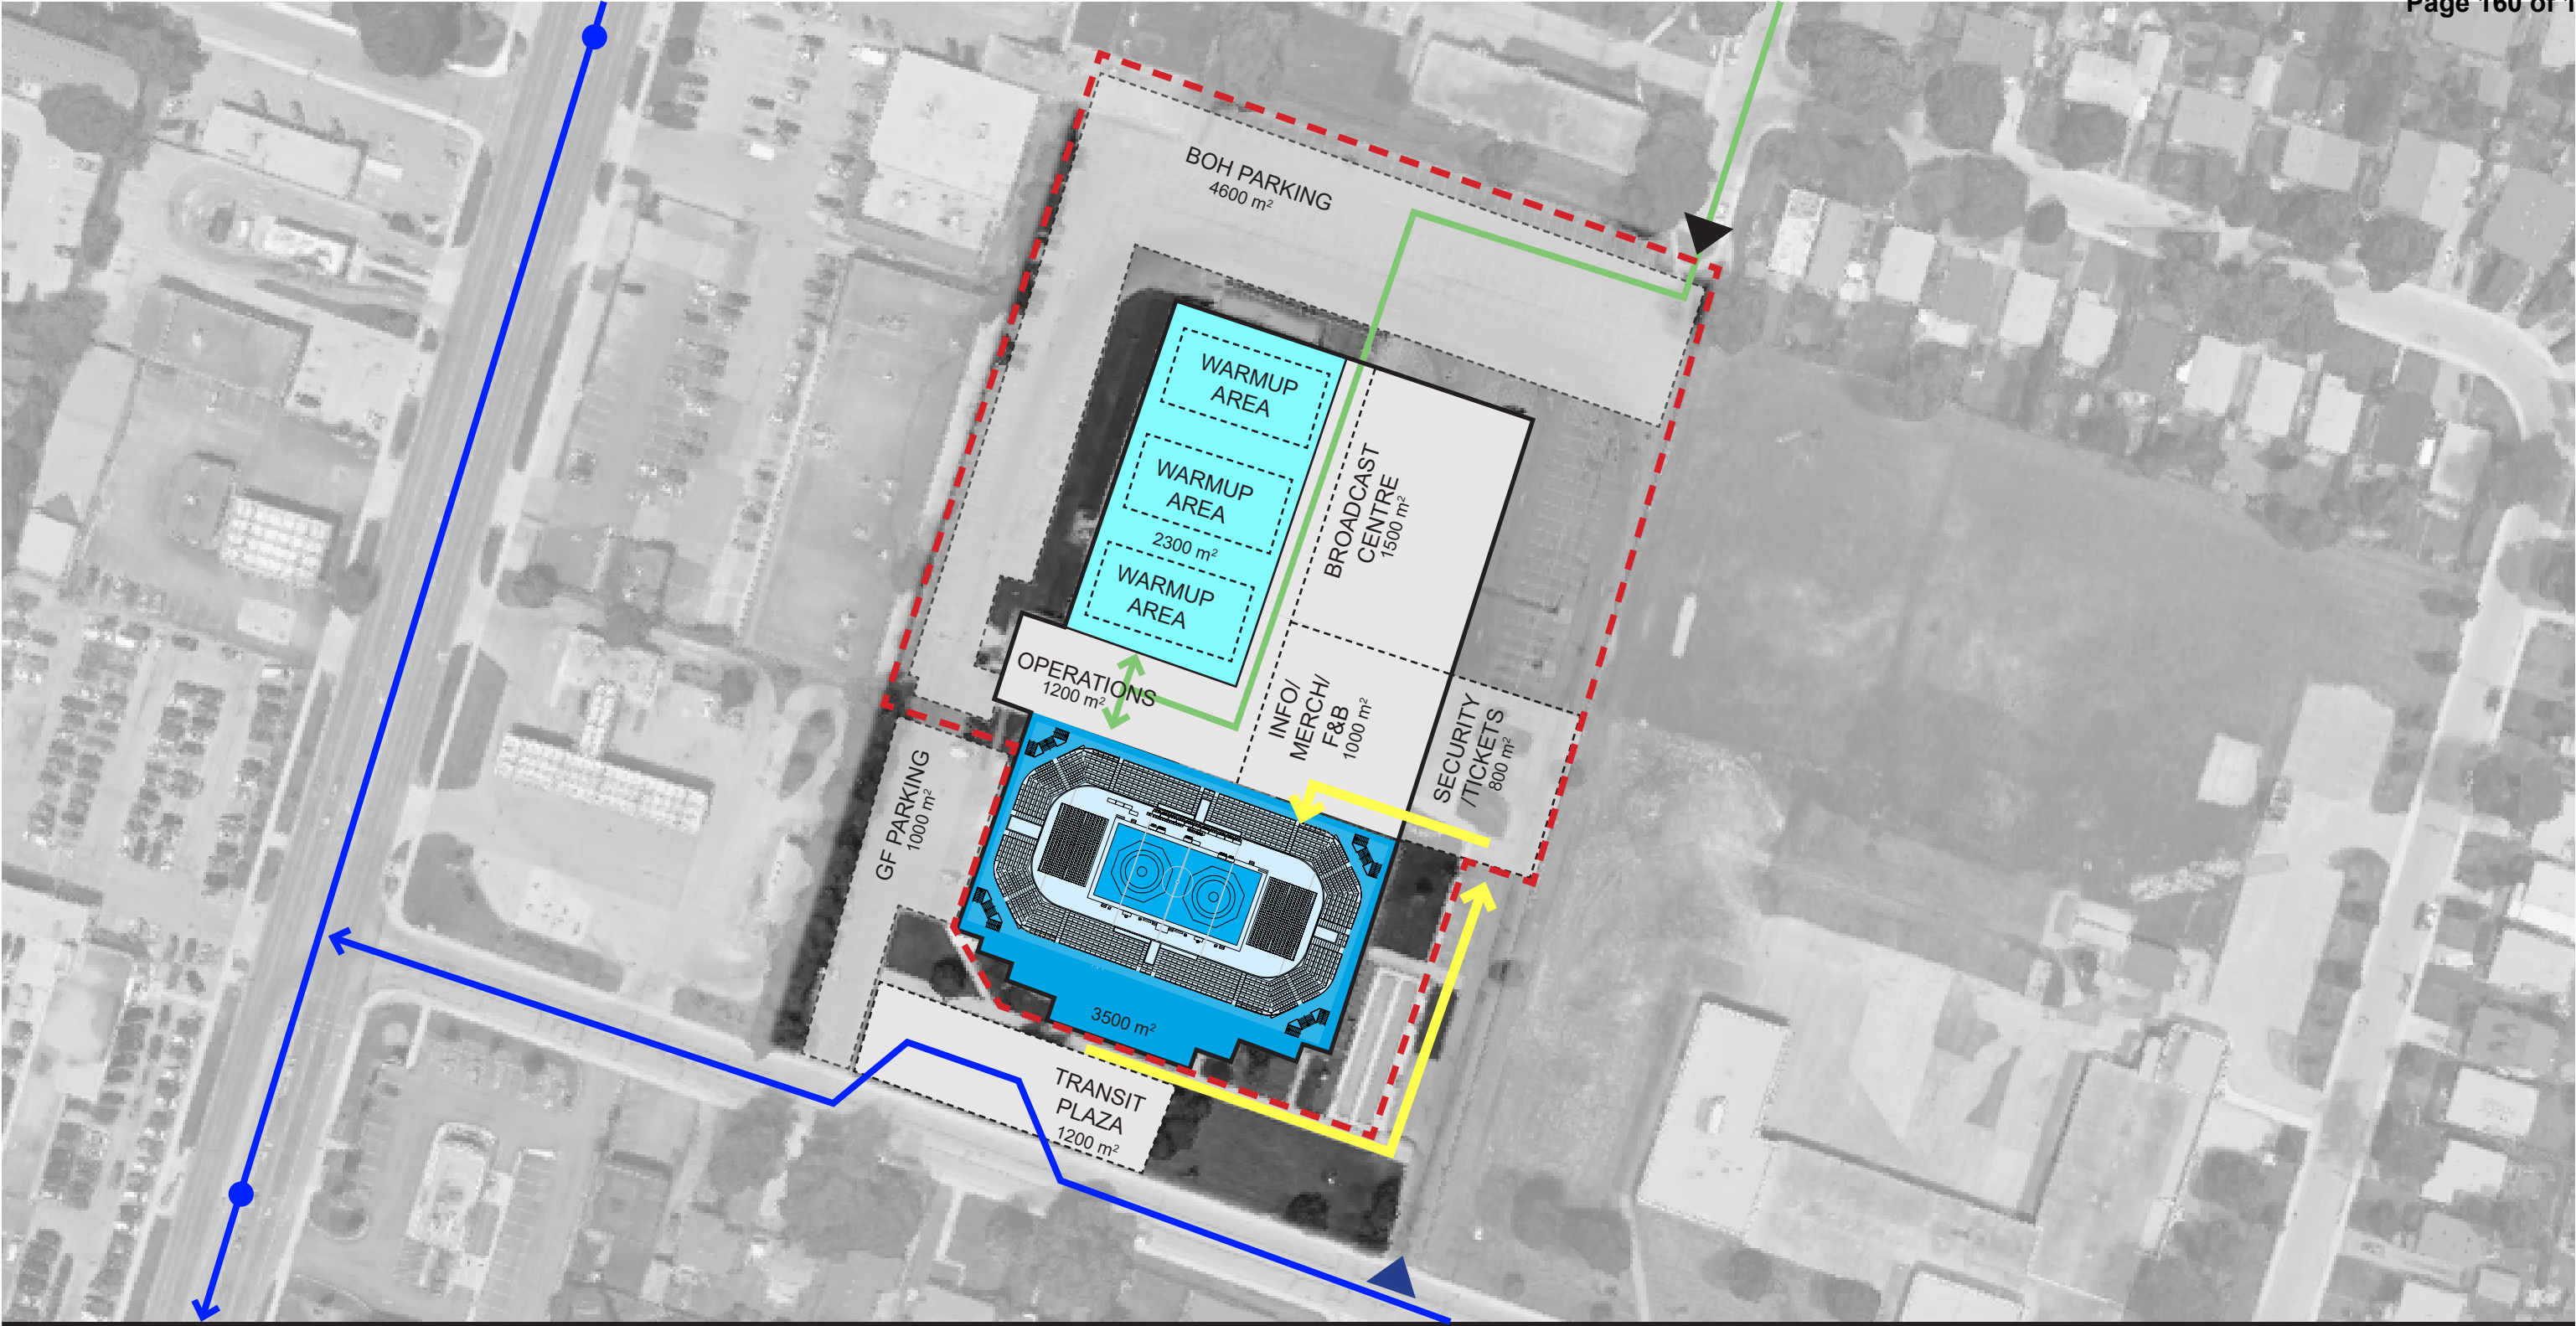 Page 160 of 1
BOH PARKING
4600 m²
WARMUP
AREA
WARMUP
AREA
2300 m²
WARMUP
AREA
BROADCAST
CENTRE
1500 m²
OPERATIONS
1200 m²
INFO/
MERCH/
F&B
1000 m²
SECURITY
/TICKETS
800 m²
GF PARKING
1000 m²
3500 m²
TRANSIT
PLAZA
1200 m²